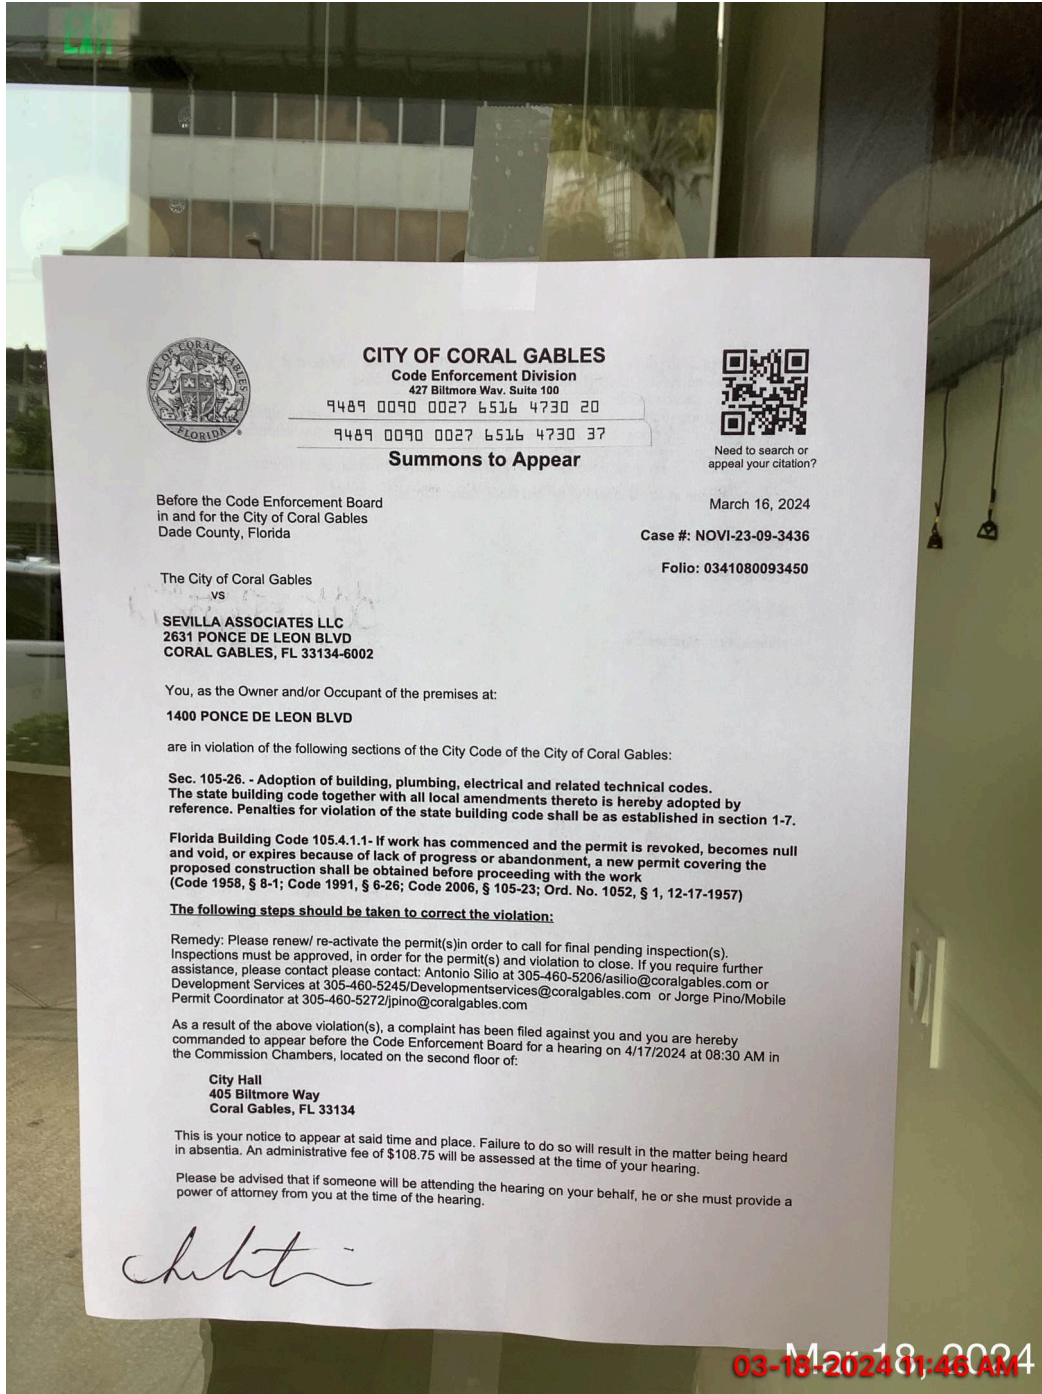 EXIT
CITY OF CORAL GABLES
FLORIDA
CITY OF CORAL GABLES
Code Enforcement Division
427 Biltmore Way. Suite 100
9489 0090 0027 6516 4730 20
9489 0090 0027 6516 4730 37
Summons to Appear
Need to search or
appeal your citation?
Before the Code Enforcement Board
in and for the City of Coral Gables
Dade County, Florida
March 16, 2024
Case #: NOVI-23-09-3436
Folio: 0341080093450
The City of Coral Gables
vs
SEVILLA ASSOCIATES LLC
2631 PONCE DE LEON BLVD
CORAL GABLES, FL 33134-6002
You, as the Owner and/or Occupant of the premises at:
1400 PONCE DE LEON BLVD
are in violation of the following sections of the City Code of the City of Coral Gables:
Sec. 105-26. - Adoption of building, plumbing, electrical and related technical codes.
The state building code together with all local amendments thereto is hereby adopted by
reference. Penalties for violation of the state building code shall be as established in section 1-7.
Florida Building Code 105.4.1.1- If work has commenced and the permit is revoked, becomes null
and void, or expires because of lack of progress or abandonment, a new permit covering the
proposed construction shall be obtained before proceeding with the work
(Code 1958, § 8-1; Code 1991, § 6-26; Code 2006, § 105-23; Ord. No. 1052, § 1, 12-17-1957)
The following steps should be taken to correct the violation:
Remedy: Please renew/ re-activate the permit(s)in order to call for final pending inspection(s).
Inspections must be approved, in order for the permit(s) and violation to close. If you require further
assistance, please contact please contact: Antonio Silio at 305-460-5206/asilio@coralgables.com or
Development Services at 305-460-5245/Developmentservices@coralgables.com or Jorge Pino/Mobile
Permit Coordinator at 305-460-5272/jpino@coralgables.com
As a result of the above violation(s), a complaint has been filed against you and you are hereby
commanded to appear before the Code Enforcement Board for a hearing on 4/17/2024 at 08:30 AM in
the Commission Chambers, located on the second floor of:
City Hall
405 Biltmore Way
Coral Gables, FL 33134
This is your notice to appear at said time and place. Failure to do so will result in the matter being heard
in absentia. An administrative fee of $108.75 will be assessed at the time of your hearing.
Please be advised that if someone will be attending the hearing on your behalf, he or she must provide a
power of attorney from you at the time of the hearing.
Mar 18, 2024
03-18-2024 11:46 AM